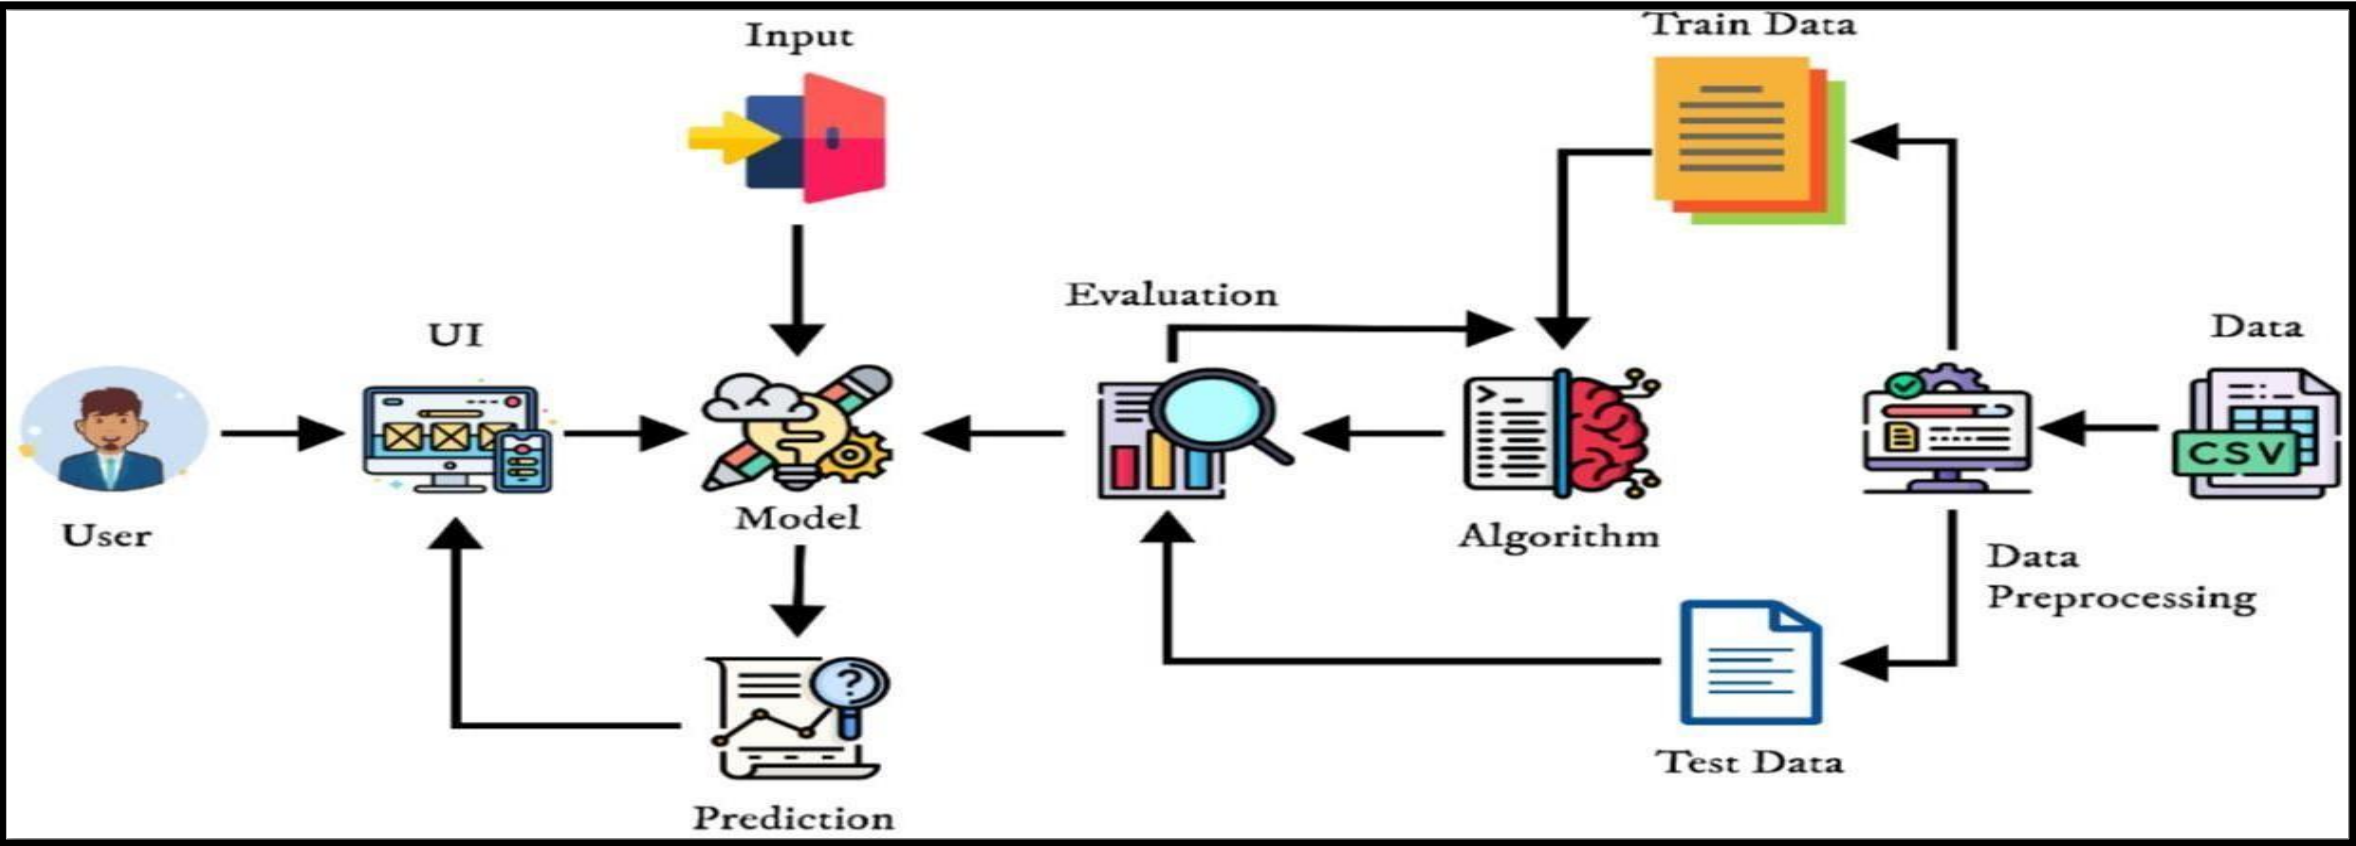 Input
Train Data
Evaluation
UI
Data
CSV
User
Model
Algorithm
Data
Preprocessing
Test Data
Prediction